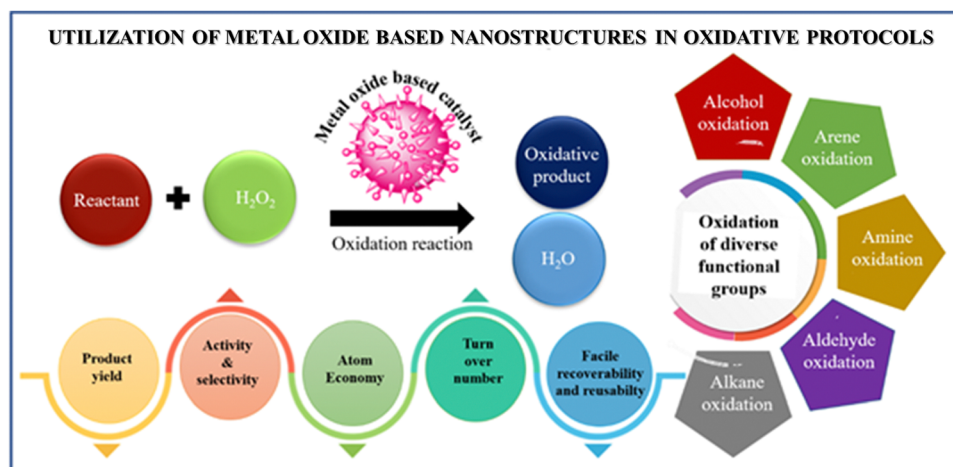 UTILIZATION OF METAL OXIDE BASED NANOSTRUCTURES IN OXIDATIVE PROTOCOLS
Metal oxide based catalyst
Reactant
+
H₂O₂
Oxidation reaction
Oxidative
product
H₂O
Alcohol
oxidation
Arene
oxidation
Amine
oxidation
Aldehyde
oxidation
Alkane
oxidation
Oxidation
of diverse
functional
groups
Product
yield
Activity
&
selectivity
Atom
Economy
Turn
over
number
Facile
recoverability
and reusabilty